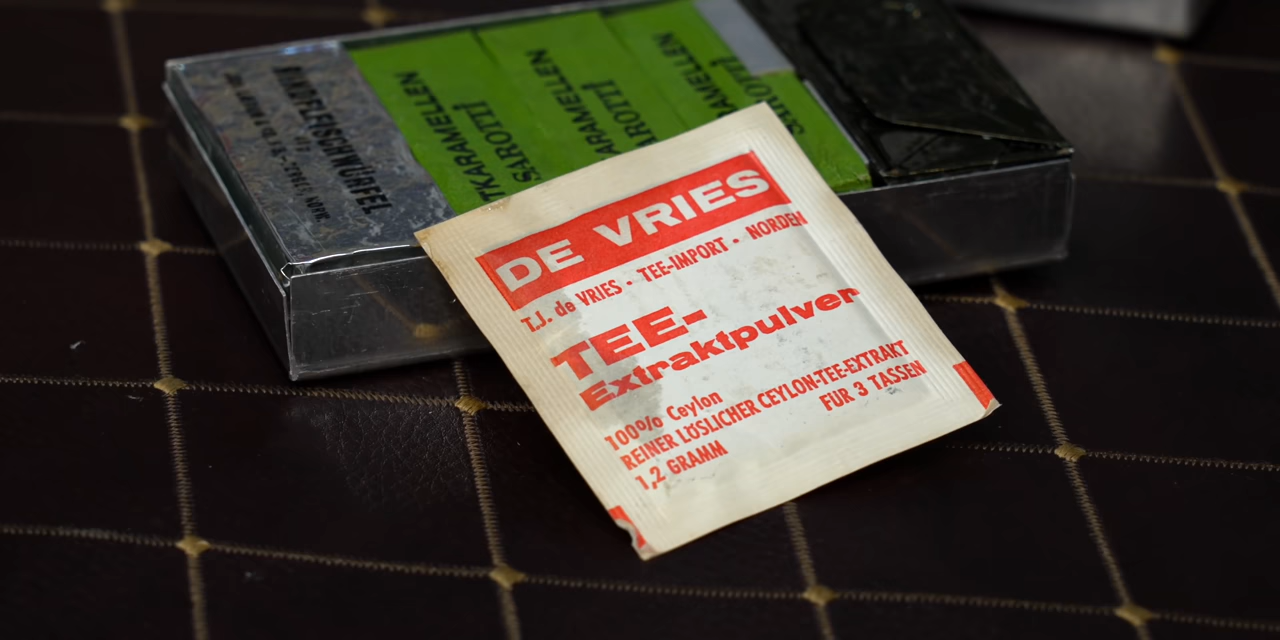 RINDFLEISCHWÜRFEL
KARAMELLEN
SAROTTI
KARAMELLEN
SAROTTI
KARAMELLEN
SAROTTI
DE VRIES
T.J. de VRIES - TEE-IMPORT - NORDEN
TEE-
Extraktpulver
100% Ceylon
REINER LÖSLICHER CEYLON-TEE-EXTRAKT
FÜR 3 TASSEN
1,2 GRAMM